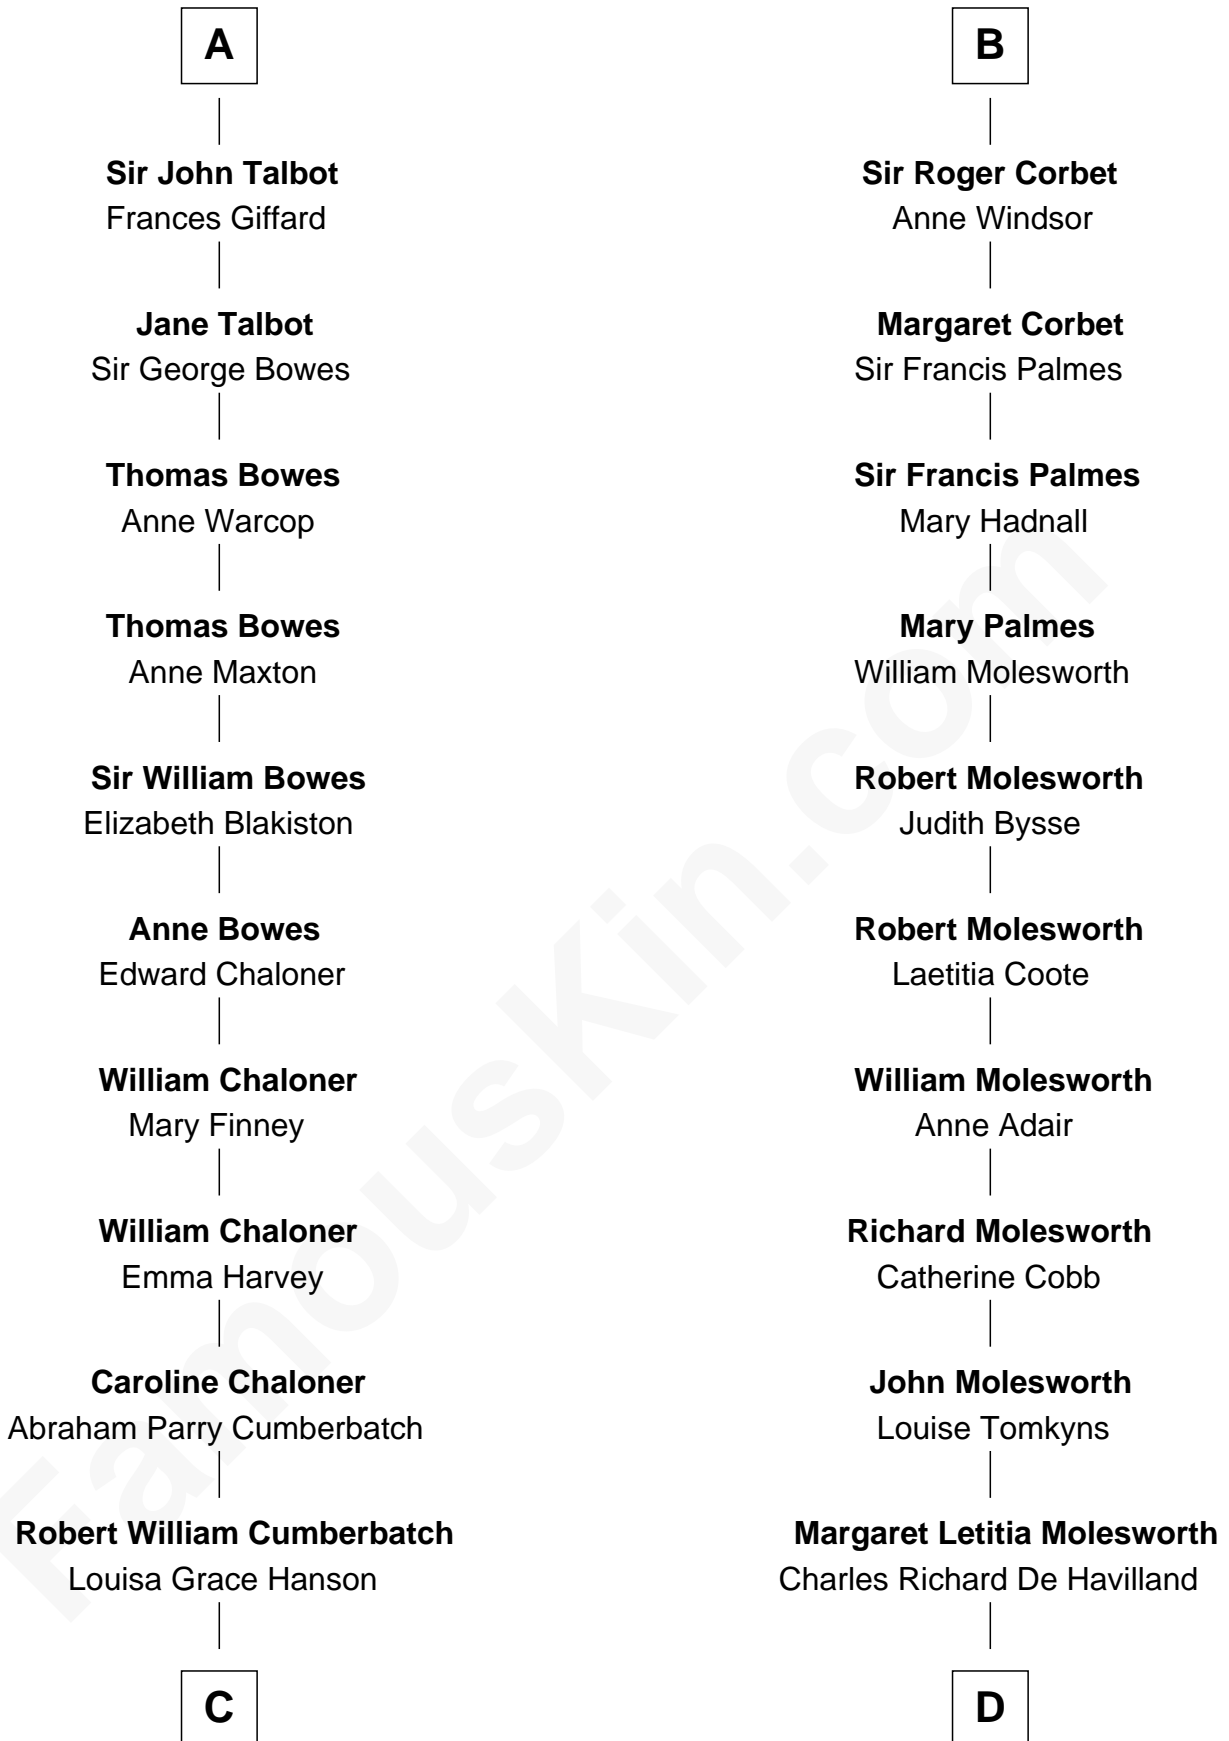 A
Sir John Talbot
Frances Giffard
Jane Talbot
Sir George Bowes
Thomas Bowes
Anne Warcop
Thomas Bowes
Anne Maxton
Sir William Bowes
Elizabeth Blakiston
Anne Bowes
Edward Chaloner
William Chaloner
Mary Finney
William Chaloner
Emma Harvey
Caroline Chaloner
Abraham Parry Cumberbatch
Robert William Cumberbatch
Louisa Grace Hanson
C
B
Sir Roger Corbet
Anne Windsor
Margaret Corbet
Sir Francis Palmes
Sir Francis Palmes
Mary Hadnall
Mary Palmes
William Molesworth
Robert Molesworth
Judith Bysse
Robert Molesworth
Laetitia Coote
William Molesworth
Anne Adair
Richard Molesworth
Catherine Cobb
John Molesworth
Louise Tomkyns
Margaret Letitia Molesworth
Charles Richard De Havilland
D
FamousKin.com